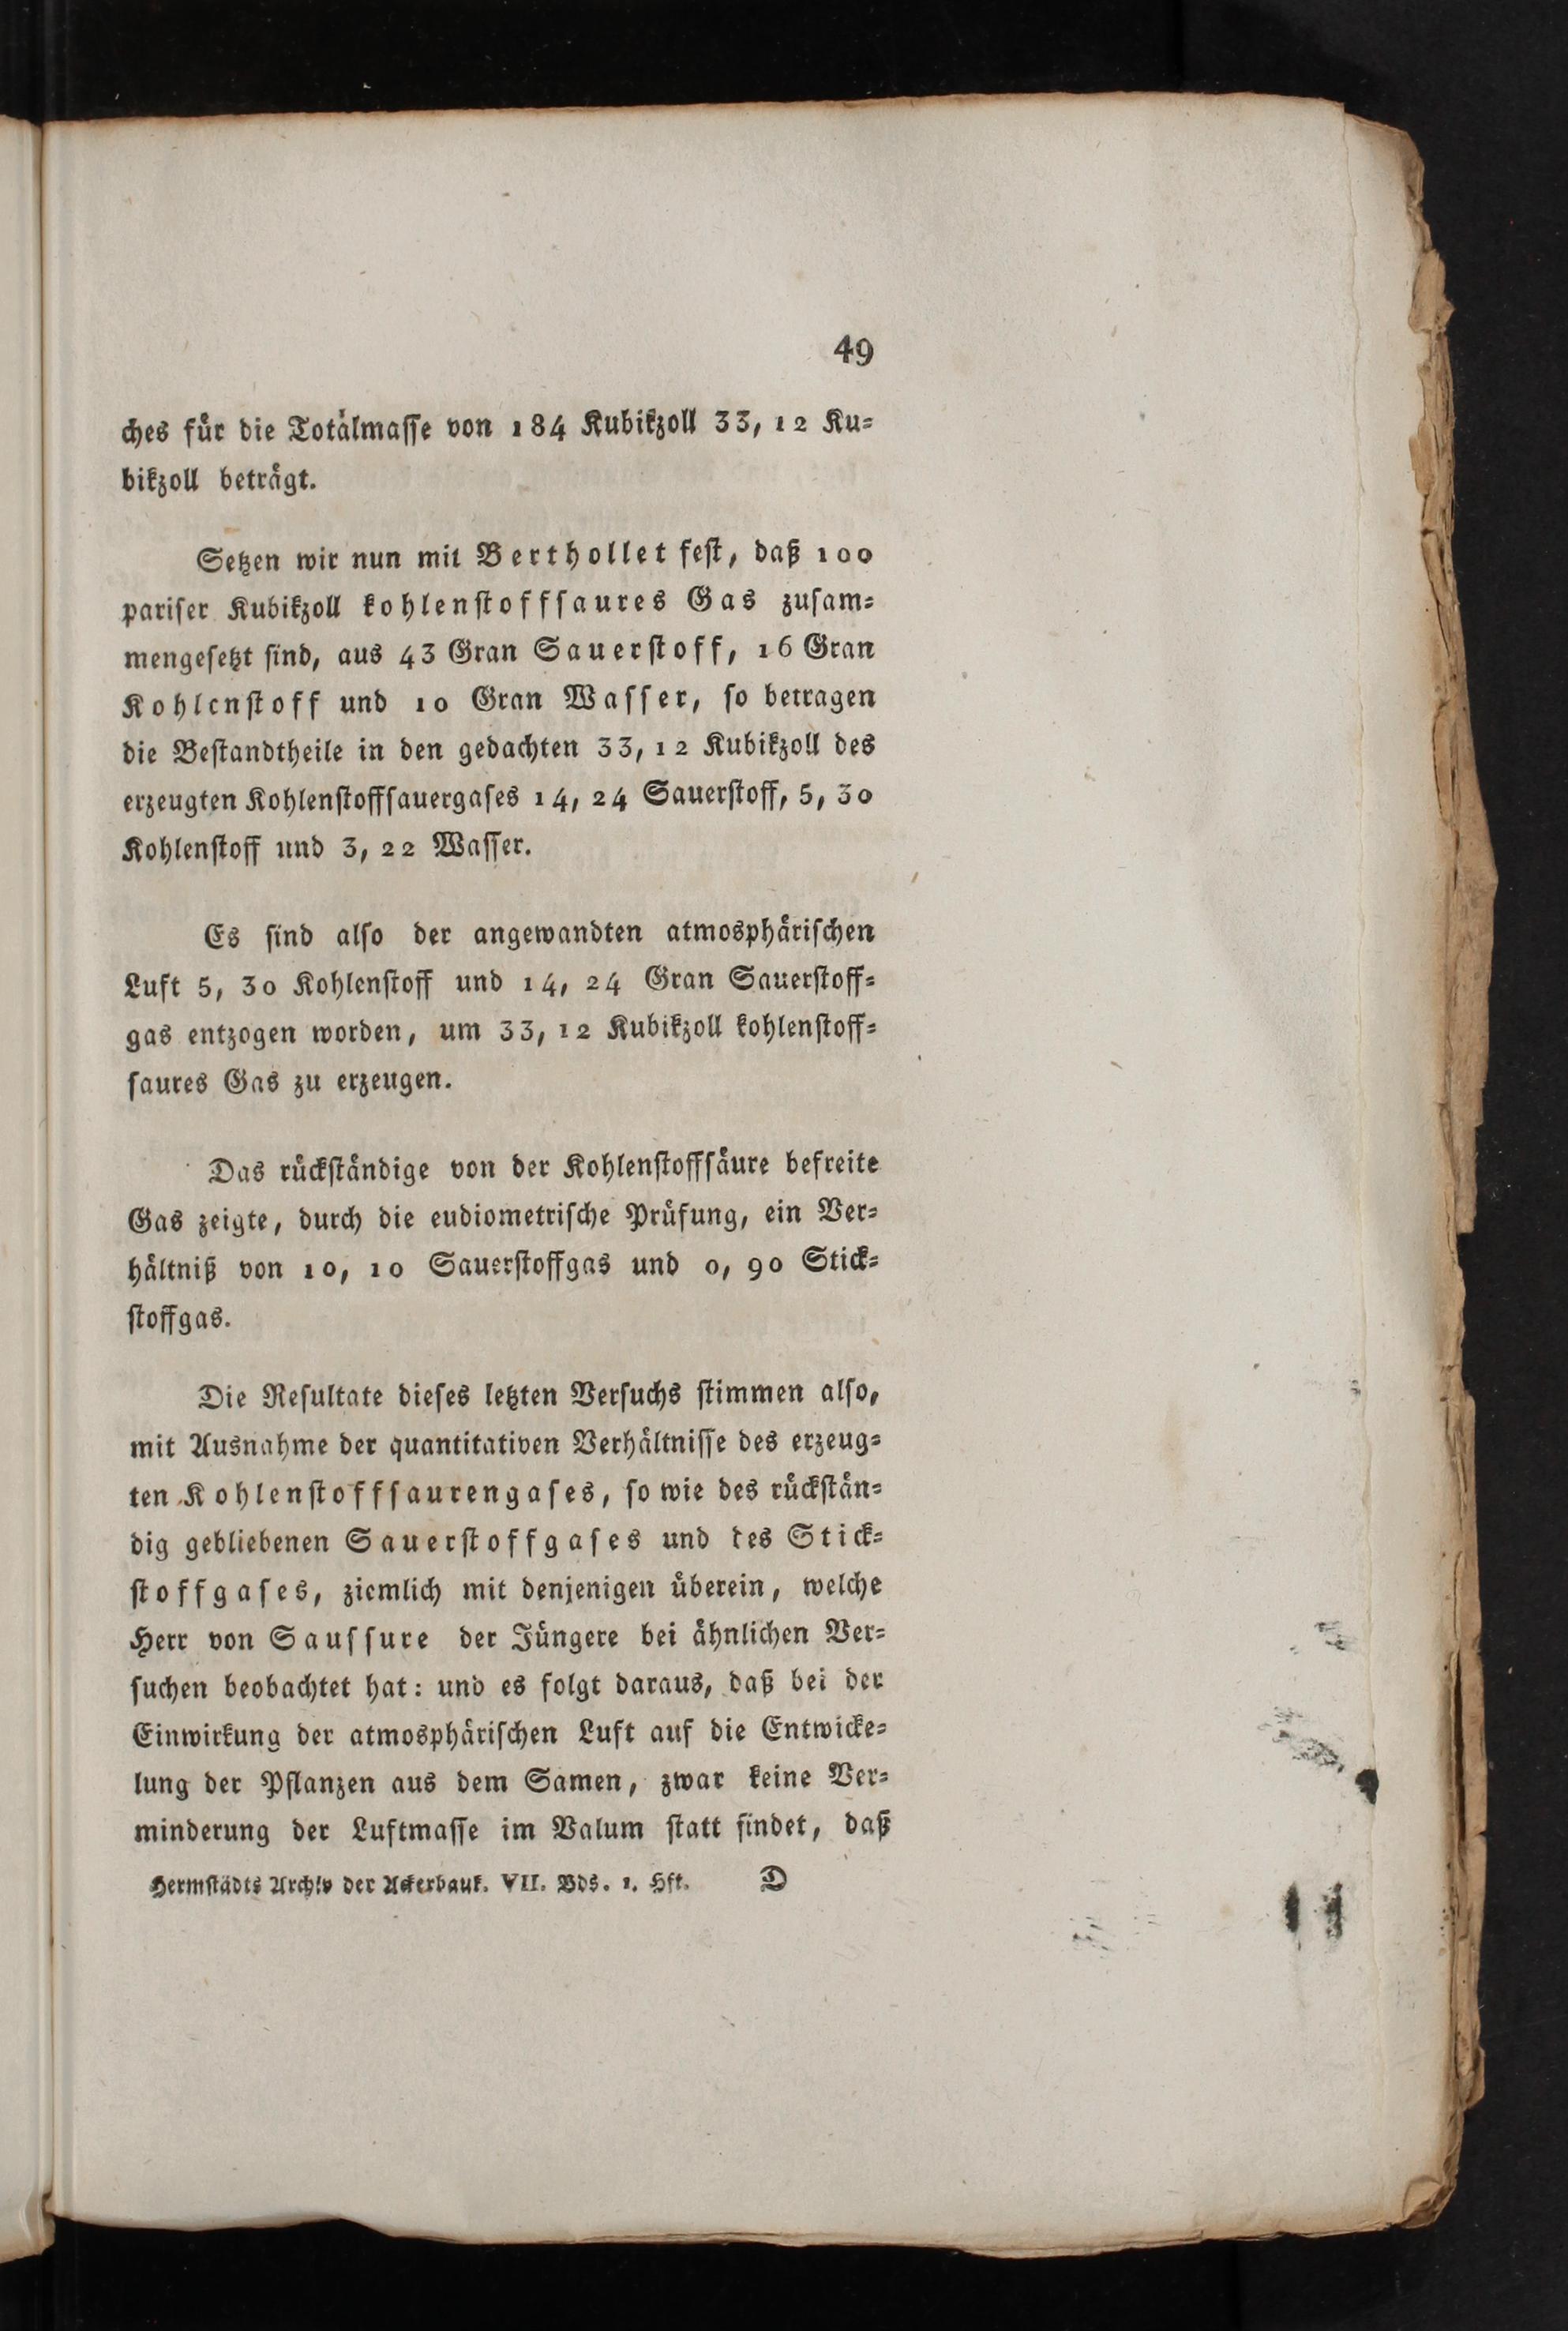 49
ches für die Totalmaſſe von 184 Kubikzoll 33, 12 Ku⸗
bikzoll beträgt.
Setzen wir nun mit Berthollet feſt, daß 100
pariſer Kubikzoll kohlenſtoffſaures Gas zuſam⸗
mengeſetzt ſind, aus 43 Gran Sauerſtoff, 16 Gran
Kohlenſtoff und 10 Gran Waſſer, ſo betragen
die Beſtandtheile in den gedachten 33, 12 Kubikzoll des
erzeugten Kohlenſtoffſauergaſes 14, 24 Sauerſtoff, 5, 30
Kohlenſtoff und 3, 22 Waſſer.
Es ſind alſo der angewandten atmosphäriſchen
Luft 5, 30 Kohlenſtoff und 14, 24 Gran Sauerſtoff⸗
gas entzogen worden, um 33, 12 Kubikzoll kohlenſtoff⸗
ſaures Gas zu erzeugen.
Das rückſtändige von der Kohlenſtoffſäure befreite
Gas zeigte, durch die eudiometriſche Prüfung, ein Ver⸗
hältniß von 10, 10 Sauerſtoffgas und 0, 90 Stick⸗
ſtoffgas.
Die Reſultate dieſes letzten Verſuchs ſtimmen alſo,
mit Ausnahme der quantitativen Verhältniſſe des erzeug⸗
ten Kohlenſtoffſaurengaſes, ſo wie des rückſtän⸗
dig gebliebenen Sauerſtoffgaſes und des Stick⸗
ſtoffgaſes, ziemlich mit denjenigen überein, welche
Herr von Sauſſure der Jüngere bei ähnlichen Ver⸗
ſuchen beobachtet hat: und es folgt daraus, daß bei der
Einwirkung der atmosphäriſchen Luft auf die Entwicke⸗
lung der Pflanzen aus dem Samen, zwar keine Ver⸗
minderung der Luftmaſſe im Valum ſtatt findet, daß
Hermſtädts Archiv der Ackerbauk. VII. Bds. 1. Hft. D